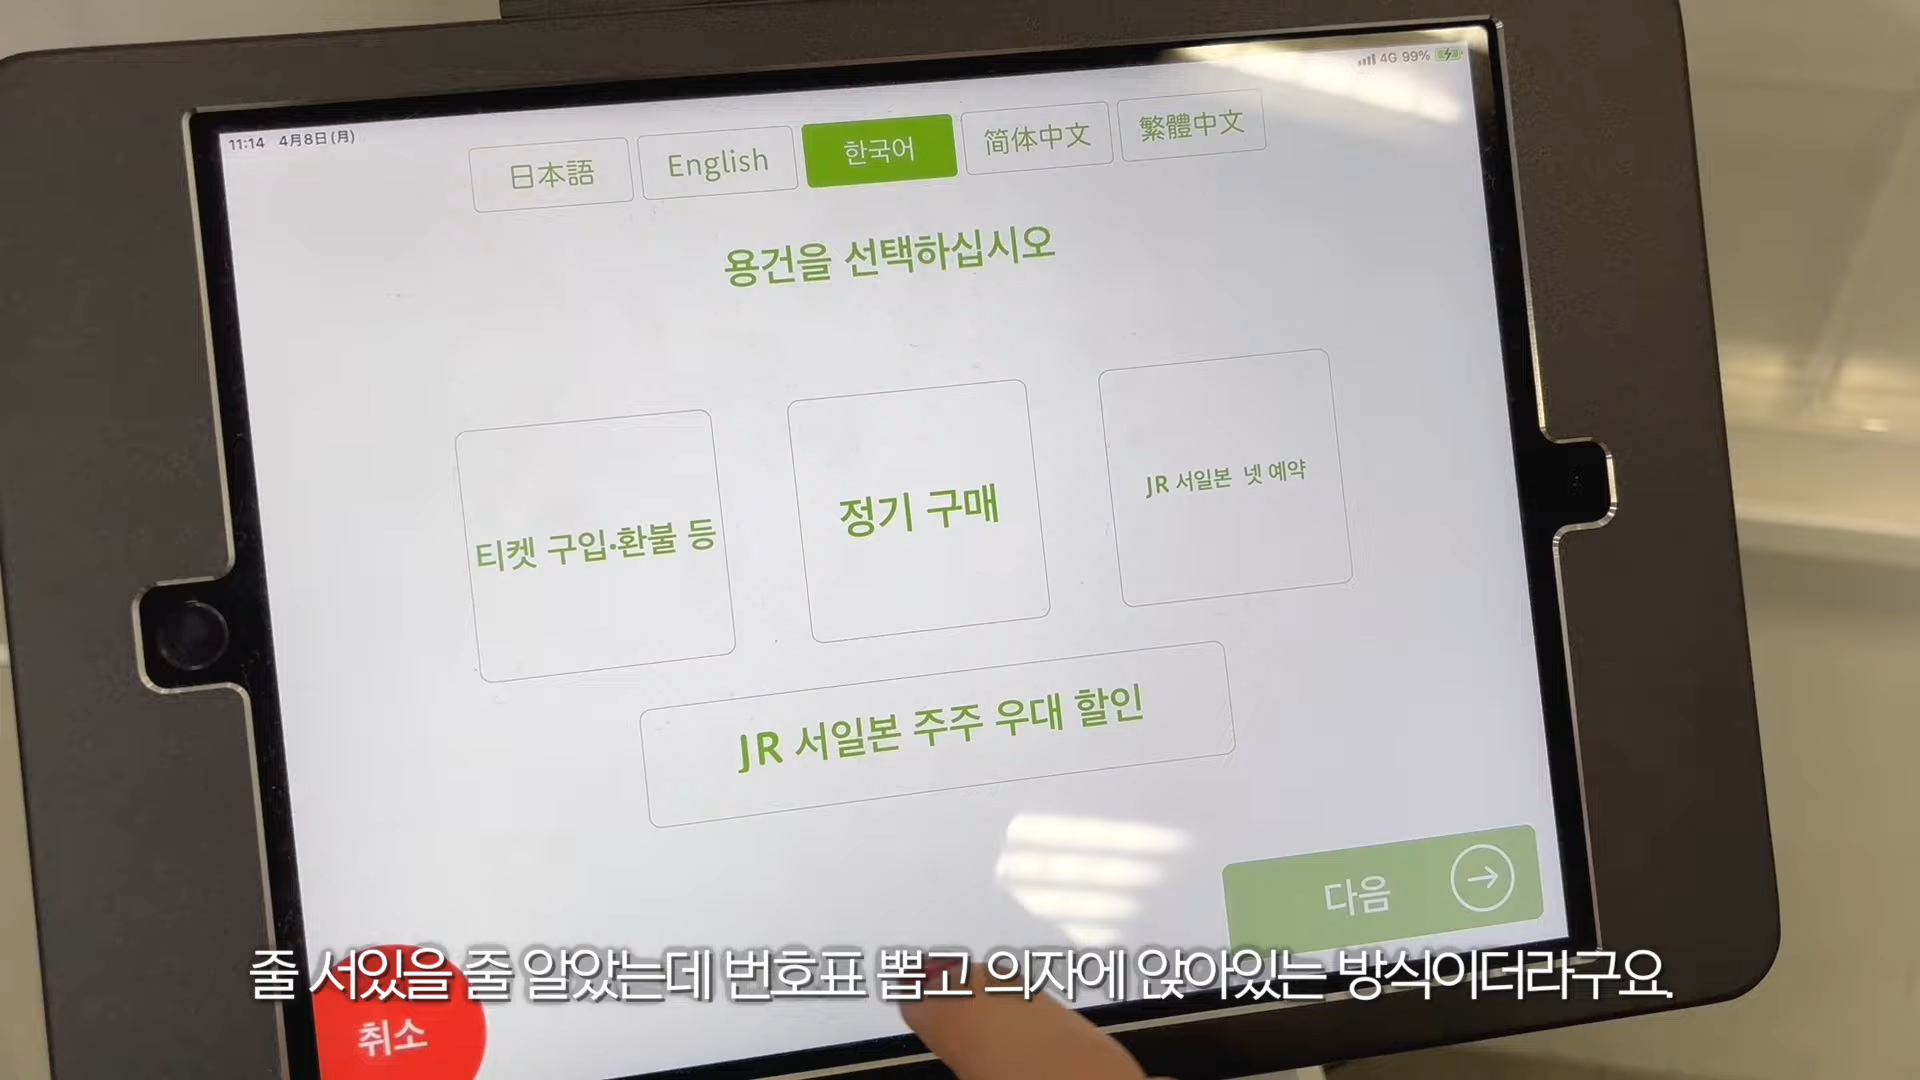 11:14 4月8日(月)
4G 99%
日本語
English
한국어
简体中文
繁體中文
용건을 선택하십시오
티켓 구입·환불 등
정기 구매
JR 서일본 넷 예약
JR 서일본 주주 우대 할인
다음
줄 서있을 줄 알았는데 번호표 뽑고 의자에 앉아있는 방식이더라구요.
취소